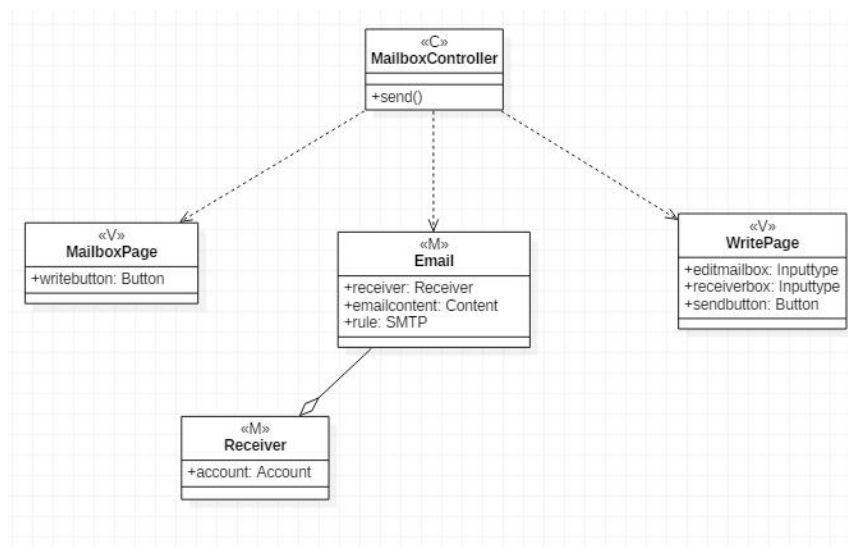 «C»
MailboxController
+send()
«V»
MailboxPage
+writebutton: Button
«M»
Email
+receiver: Receiver
+emailcontent: Content
+rule: SMTP
«V»
WritePage
+editmailbox: Inputtype
+receiverbox: Inputtype
+sendbutton: Button
«M»
Receiver
+account: Account